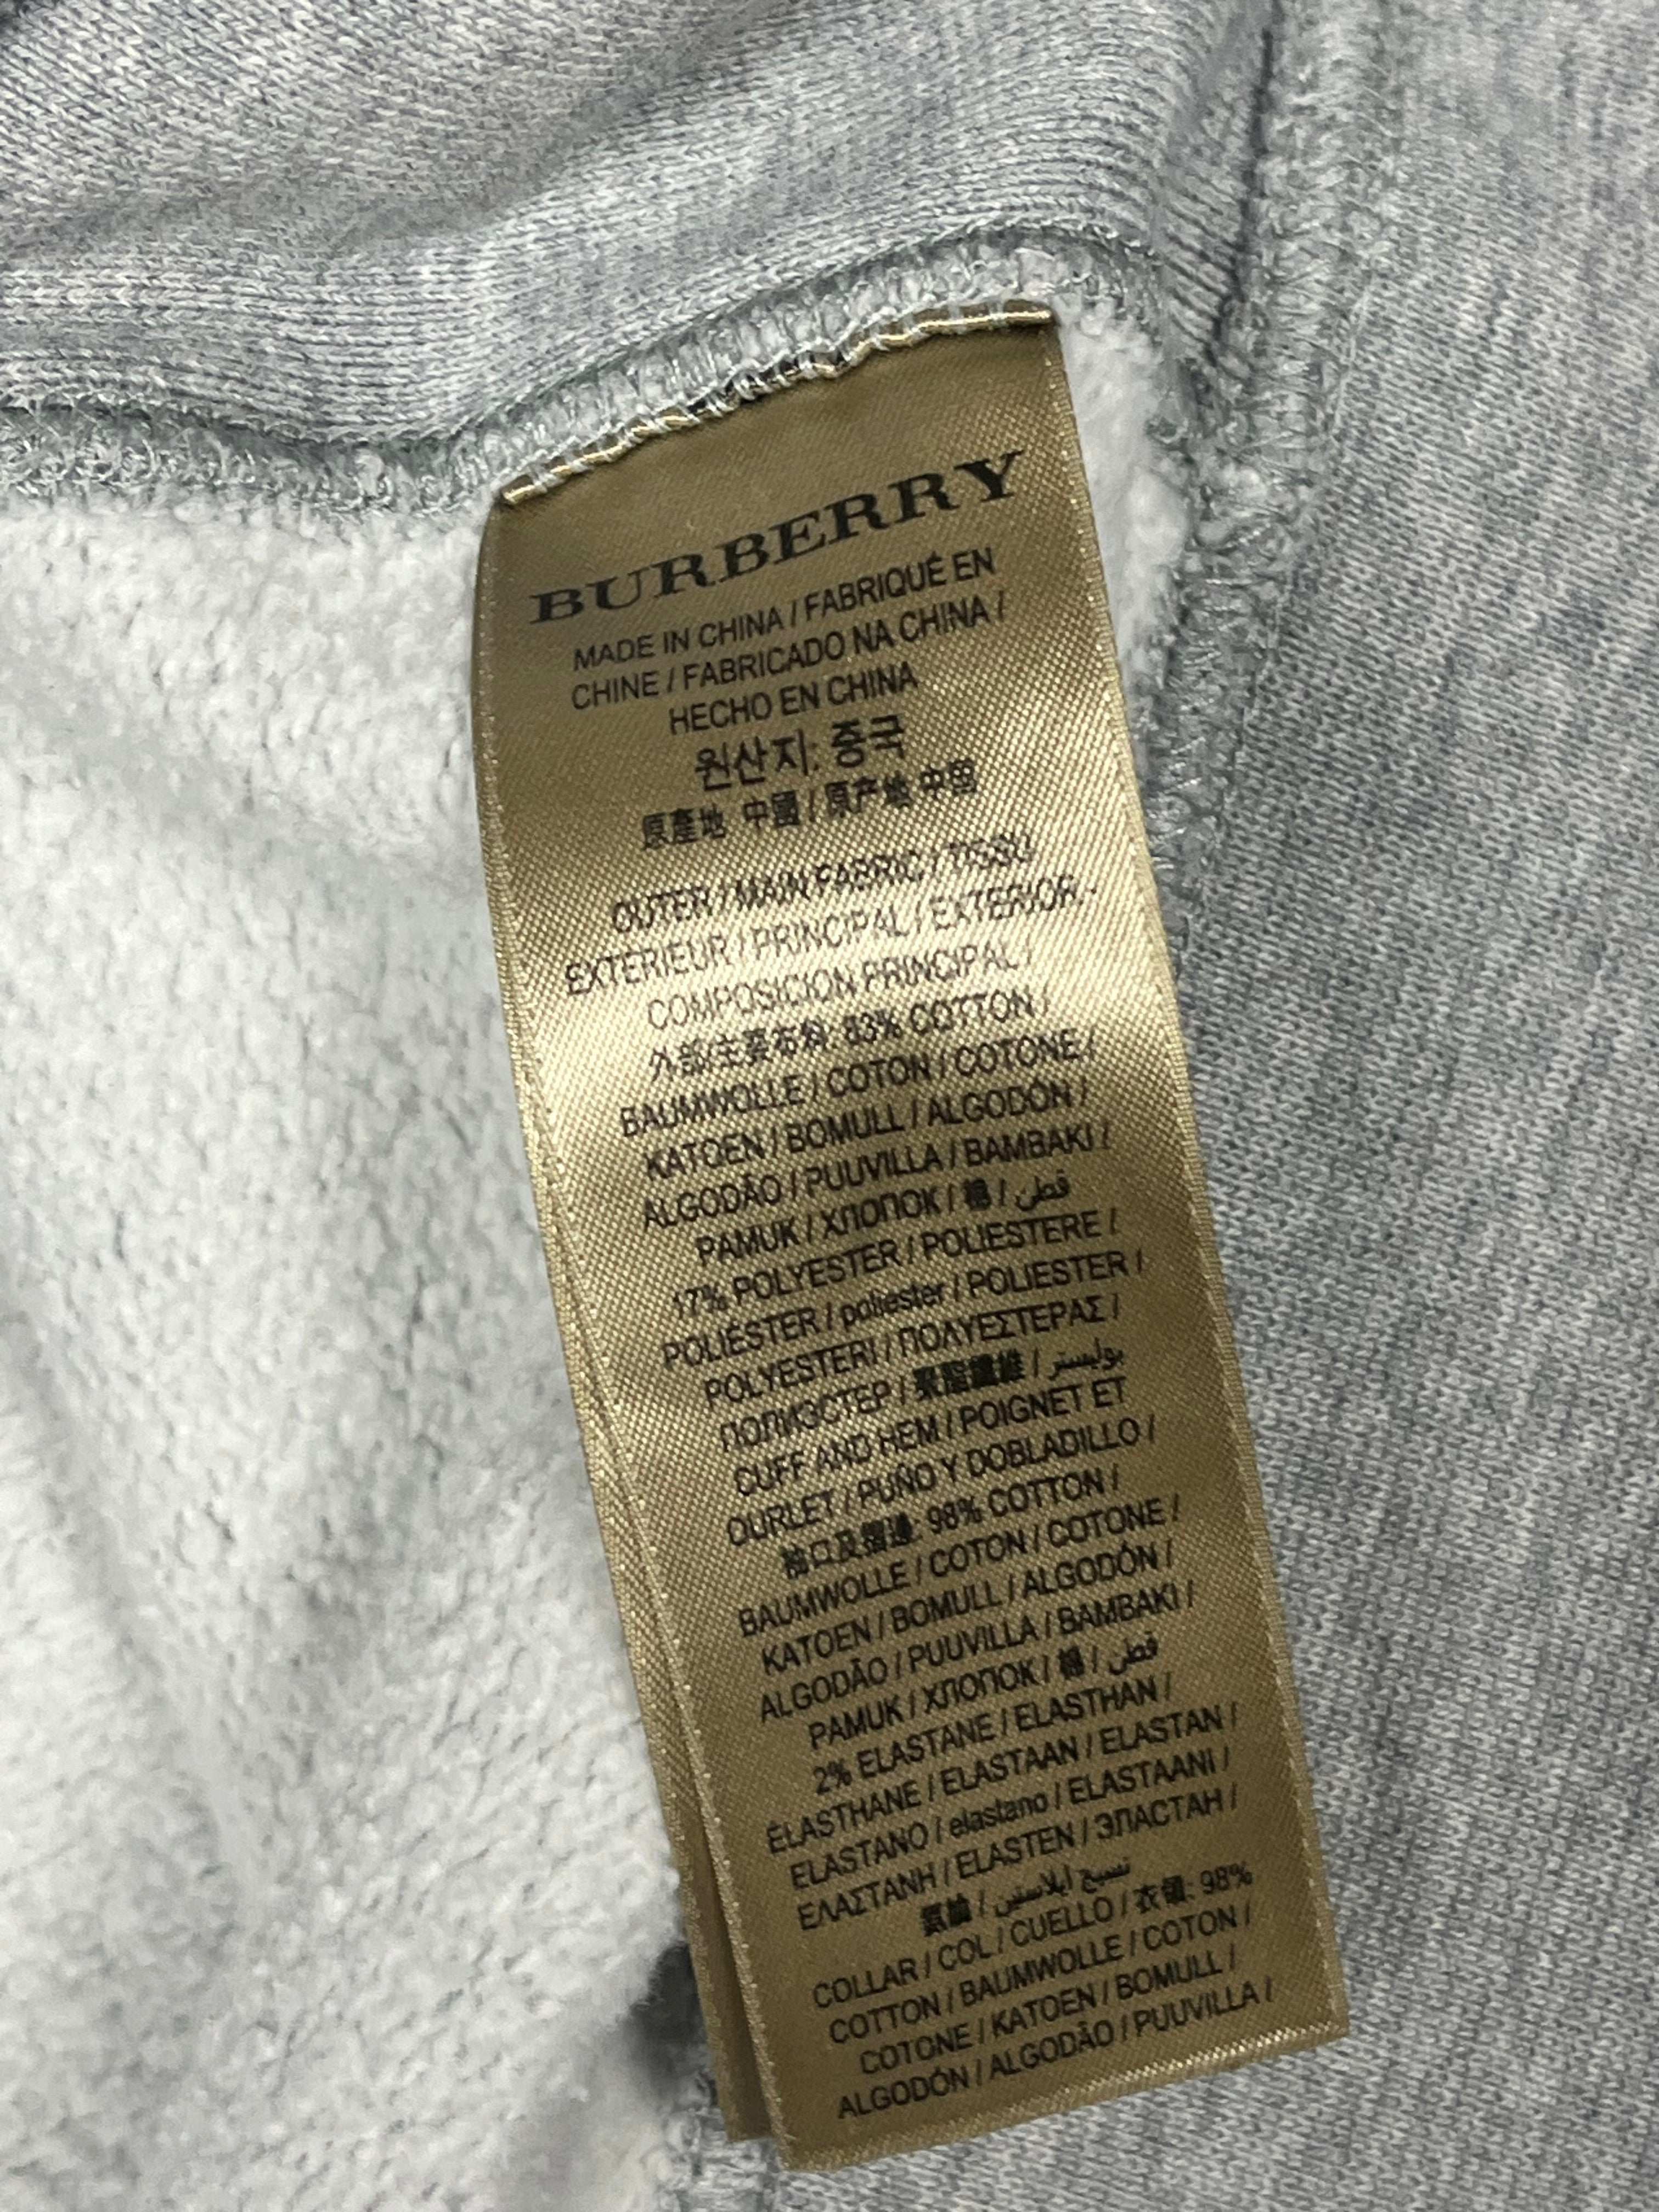 BURBERRY
MADE IN CHINA / FABRIQUÉ EN
CHINE / FABRICADO NA CHINA /
HECHO EN CHINA
원산지: 중국
原產地 中國 / 原产地 中国
OUTER / MAIN FABRIC / TISSU
EXTERIEUR / PRINCIPAL / EXTERIOR -
COMPOSICION PRINCIPAL /
外部/主要布料: 83% COTTON /
BAUMWOLLE / COTON / COTONE /
KATOEN / BOMULL / ALGODÓN /
ALGODÃO / PUUVILLA / BAMBAKI /
PAMUK / ХЛОПОК / 棉 / قطن
17% POLYESTER / POLIESTERE /
POLIÉSTER / poliester / POLIESTER /
POLYESTERI / ΠΟΛΥΕΣΤΕΡΑΣ /
ПОЛИЭСТЕР / 聚脂纖維 / بوليستر
CUFF AND HEM / POIGNET ET
OURLET / PUÑO Y DOBLADILLO /
袖口及摺邊: 98% COTTON /
BAUMWOLLE / COTON / COTONE /
KATOEN / BOMULL / ALGODÓN /
ALGODÃO / PUUVILLA / BAMBAKI /
PAMUK / ХЛОПОК / 棉 / قطن
2% ELASTANE / ELASTHAN /
ELASTHANE / ELASTAAN / ELASTAN /
ELASTANO / elastano / ELASTAANI /
ΕΛΑΣΤΑΝΗ / ELASTEN / ЭЛАСТАН /
氨綸 / نسيج ايلاستين
COLLAR / COL / CUELLO / 衣領: 98%
COTTON / BAUMWOLLE / COTON /
COTONE / KATOEN / BOMULL /
ALGODÓN / ALGODÃO / PUUVILLA /